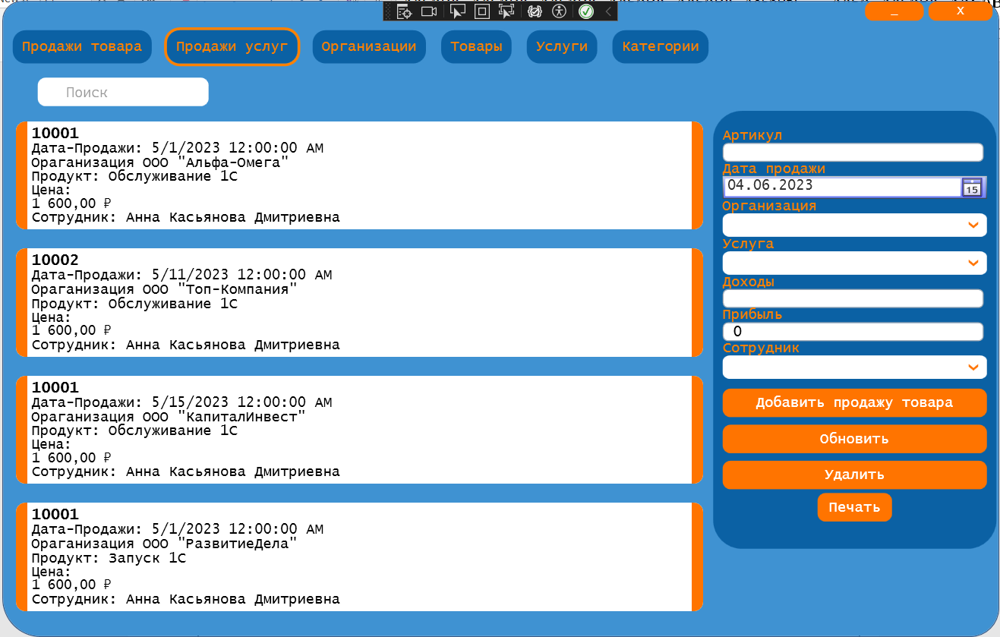 _ X
Продажи товара Продажи услуг Организации Товары Услуги Категории
Поиск
10001
Дата-Продажи: 5/1/2023 12:00:00 AM
Ораганизация ООО "Альфа-Омега"
Продукт: Обслуживание 1С
Цена:
1 600,00 ₽
Сотрудник: Анна Касьянова Дмитриевна
10002
Дата-Продажи: 5/11/2023 12:00:00 AM
Ораганизация ООО "Топ-Компания"
Продукт: Обслуживание 1С
Цена:
1 600,00 ₽
Сотрудник: Анна Касьянова Дмитриевна
10001
Дата-Продажи: 5/15/2023 12:00:00 AM
Ораганизация ООО "КапиталИнвест"
Продукт: Обслуживание 1С
Цена:
1 600,00 ₽
Сотрудник: Анна Касьянова Дмитриевна
10001
Дата-Продажи: 5/1/2023 12:00:00 AM
Ораганизация ООО "РазвитиеДела"
Продукт: Запуск 1С
Цена:
1 600,00 ₽
Сотрудник: Анна Касьянова Дмитриевна
Артикул
Дата продажи
04.06.2023 15
Организация
Услуга
Доходы
Прибыль
0
Сотрудник
Добавить продажу товара
Обновить
Удалить
Печать